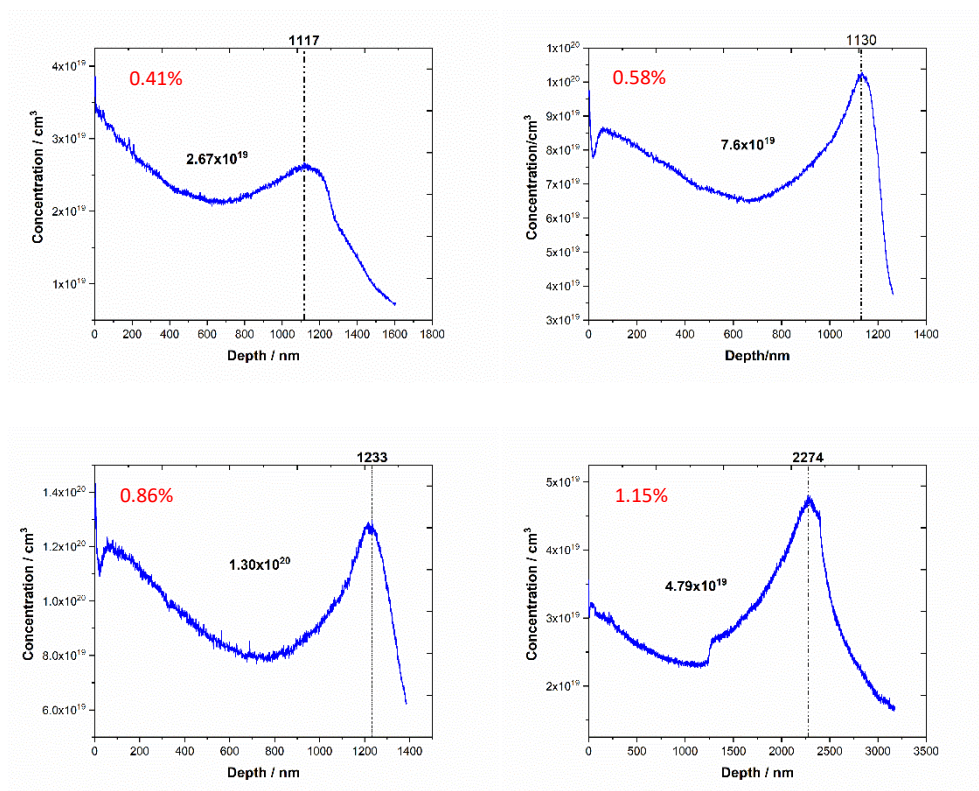 1117
0.41%
4x10¹⁹
3x10¹⁹
2x10¹⁹
1x10¹⁹
Concentration / cm³
2.67x10¹⁹
0 200 400 600 800 1000 1200 1400 1600 1800
Depth / nm
1130
0.58%
1x10²⁰
1x10²⁰
9x10¹⁹
8x10¹⁹
7x10¹⁹
6x10¹⁹
5x10¹⁹
4x10¹⁹
3x10¹⁹
Concentration/cm³
7.6x10¹⁹
0 200 400 600 800 1000 1200 1400
Depth/nm
1233
0.86%
1.4x10²⁰
1.2x10²⁰
1.0x10²⁰
8.0x10¹⁹
6.0x10¹⁹
Concentration / cm³
1.30x10²⁰
0 200 400 600 800 1000 1200 1400
Depth / nm
2274
1.15%
5x10¹⁹
4x10¹⁹
3x10¹⁹
2x10¹⁹
Concentration / cm³
4.79x10¹⁹
0 500 1000 1500 2000 2500 3000 3500
Depth / nm